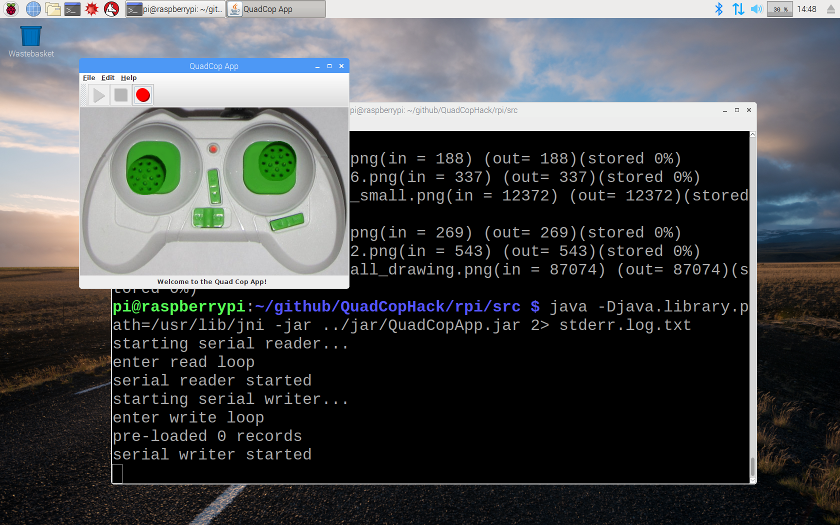 pi@raspberrypi: ~/git...
QuadCop App
30 %
14:48
Wastebasket
QuadCop App
File Edit Help
Welcome to the Quad Cop App!
pi@raspberrypi: ~/github/QuadCopHack/rpi/src
png(in = 188) (out= 188)(stored 0%)
6.png(in = 337) (out= 337)(stored 0%)
_small.png(in = 12372) (out= 12372)(stored
png(in = 269) (out= 269)(stored 0%)
2.png(in = 543) (out= 543)(stored 0%)
all_drawing.png(in = 87074) (out= 87074)(s
tored 0%)
pi@raspberrypi:~/github/QuadCopHack/rpi/src $ java -Djava.library.p
ath=/usr/lib/jni -jar ../jar/QuadCopApp.jar 2> stderr.log.txt
starting serial reader...
enter read loop
serial reader started
starting serial writer...
enter write loop
pre-loaded 0 records
serial writer started